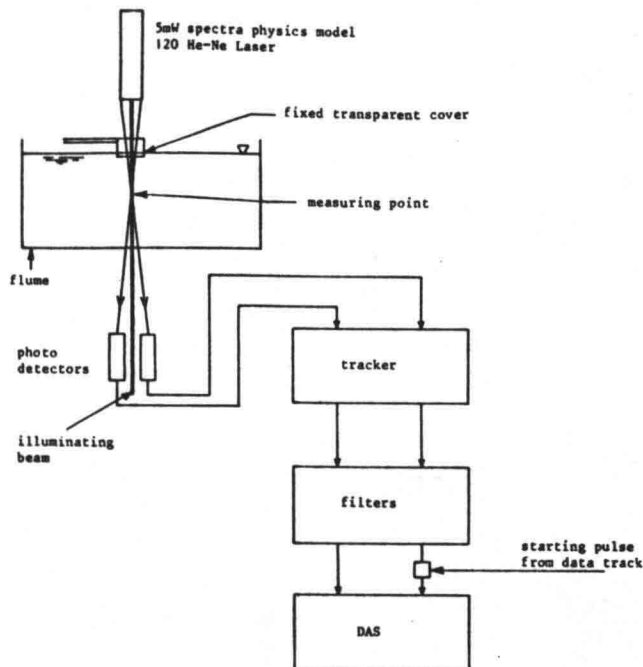 5mW spectra physics model
120 He-Ne Laser
fixed transparent cover
measuring point
flume
photo
detectors
tracker
illuminating
beam
filters
starting pulse
from data track
DAS